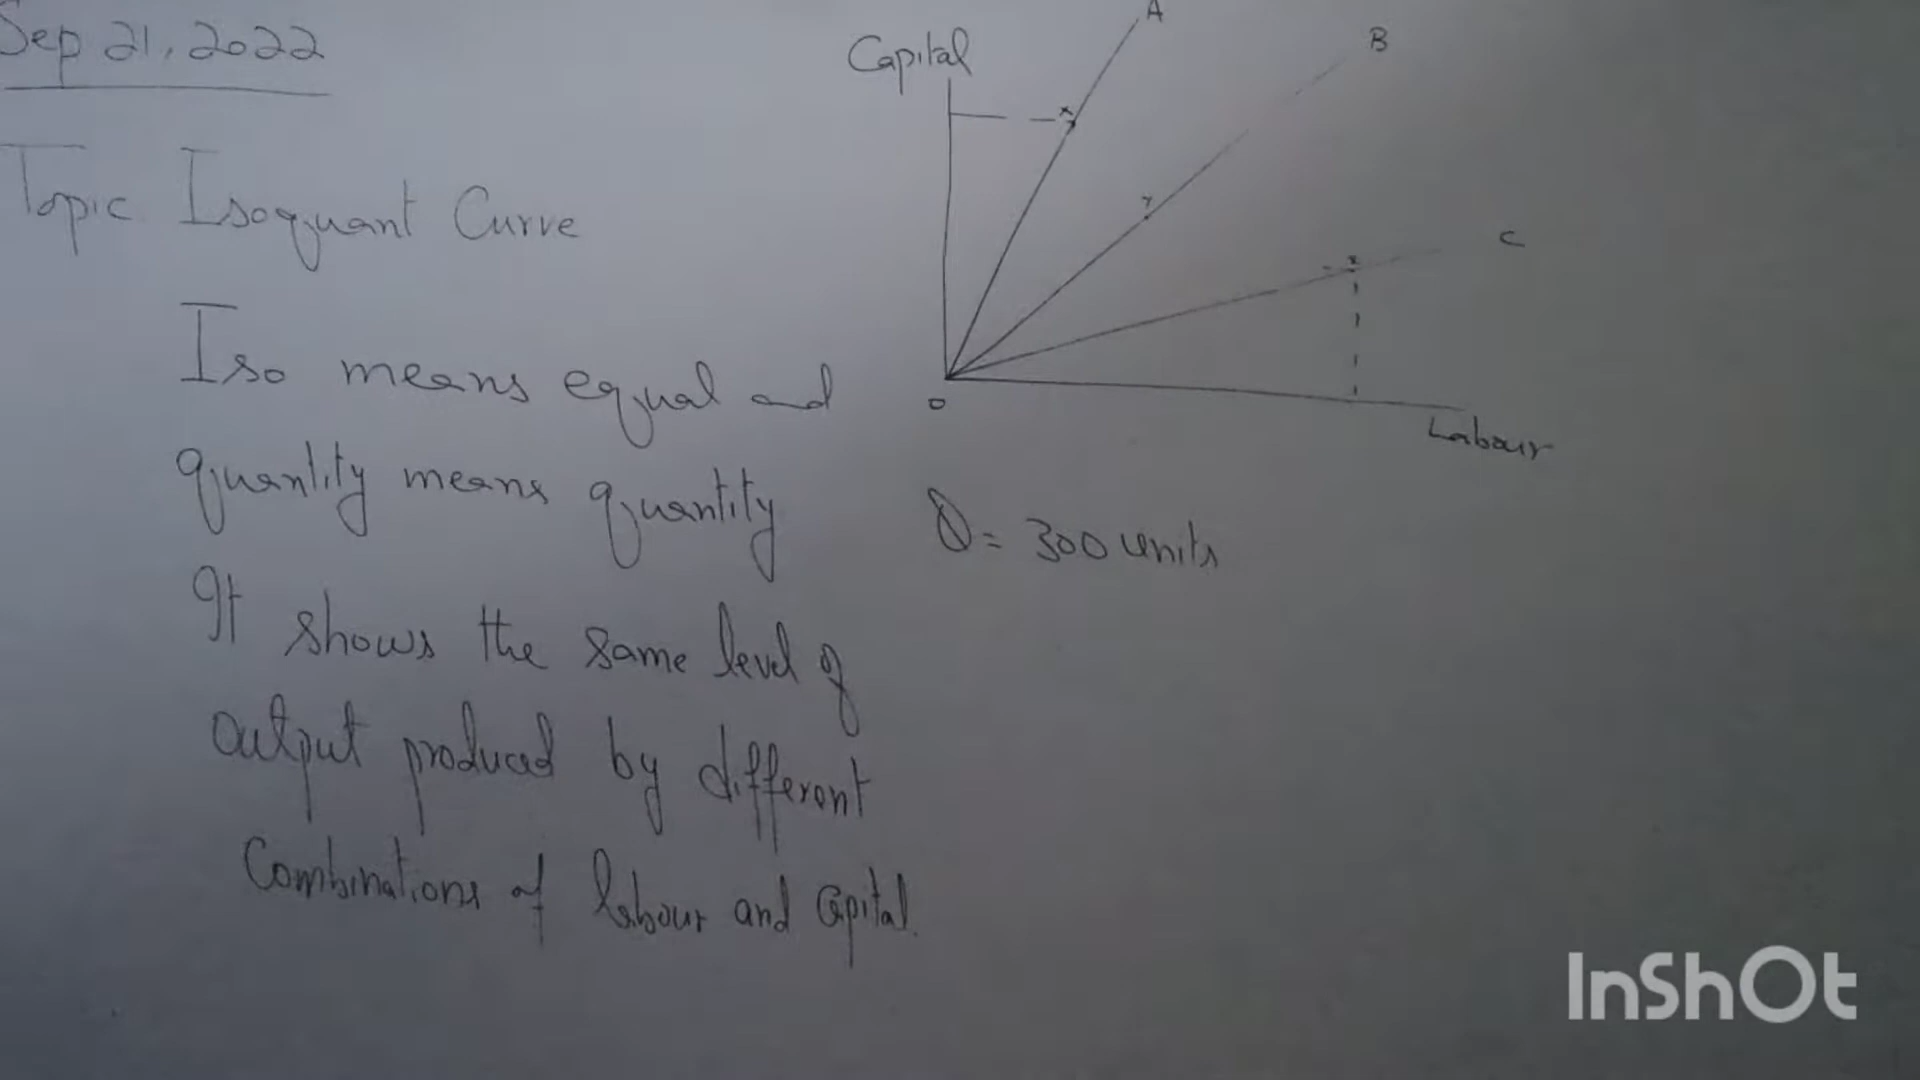 Sep 21, 2022
Topic Isoquant Curve
Iso means equal and
quantity means quantity
It shows the same level of
output produced by different
Combinations of labour and Capital.
Capital
A
B
C
X
Y
Z
O
Labour
Q = 300 units
InShOt